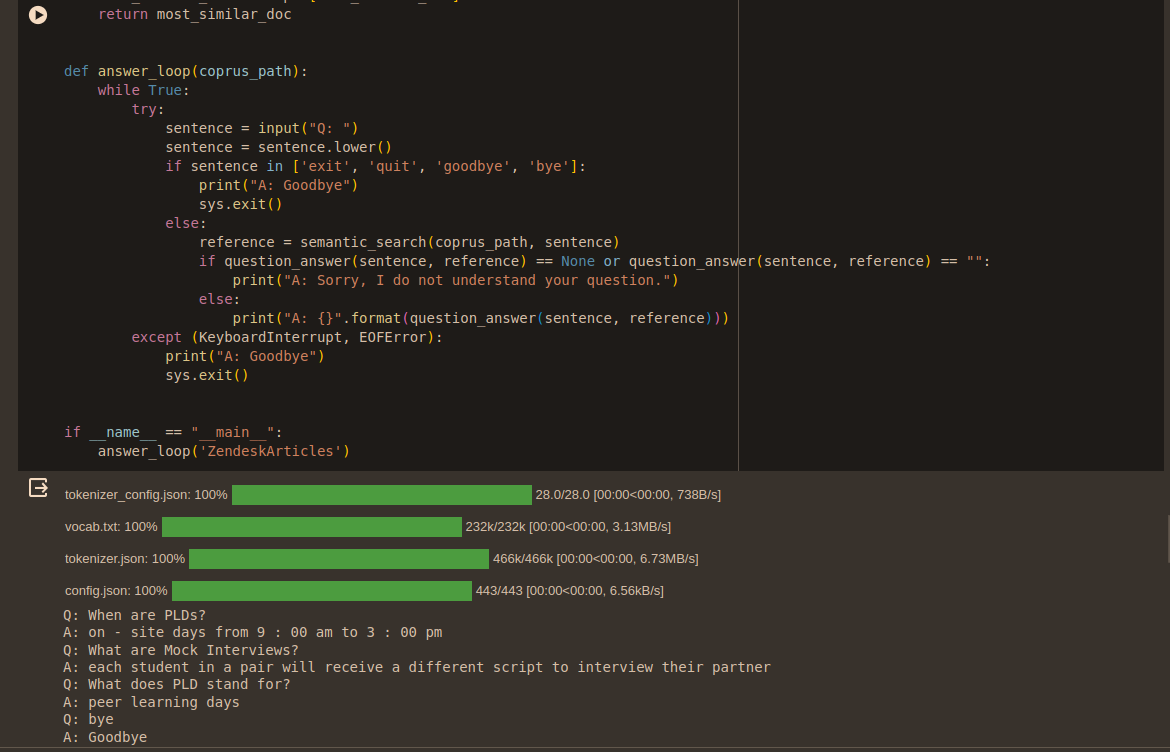 return most_similar_doc
def answer_loop(coprus_path):
while True:
try:
sentence = input("Q: ")
sentence = sentence.lower()
if sentence in ['exit', 'quit', 'goodbye', 'bye']:
print("A: Goodbye")
sys.exit()
else:
reference = semantic_search(coprus_path, sentence)
if question_answer(sentence, reference) == None or question_answer(sentence, reference) == "":
print("A: Sorry, I do not understand your question.")
else:
print("A: {}".format(question_answer(sentence, reference)))
except (KeyboardInterrupt, EOFError):
print("A: Goodbye")
sys.exit()
if __name__ == "__main__":
answer_loop('ZendeskArticles')
tokenizer_config.json: 100% 28.0/28.0 [00:00<00:00, 738B/s]
vocab.txt: 100% 232k/232k [00:00<00:00, 3.13MB/s]
tokenizer.json: 100% 466k/466k [00:00<00:00, 6.73MB/s]
config.json: 100% 443/443 [00:00<00:00, 6.56kB/s]
Q: When are PLDs?
A: on - site days from 9 : 00 am to 3 : 00 pm
Q: What are Mock Interviews?
A: each student in a pair will receive a different script to interview their partner
Q: What does PLD stand for?
A: peer learning days
Q: bye
A: Goodbye